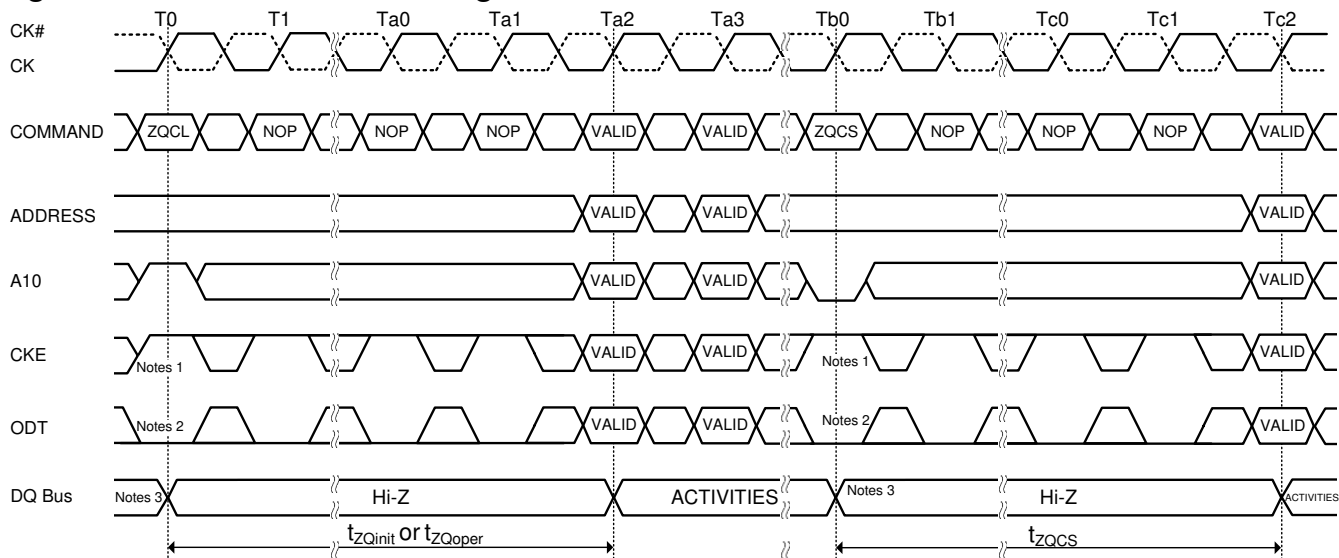 T0 T1 Ta0 Ta1 Ta2 Ta3 Tb0 Tb1 Tc0 Tc1 Tc2
CK#
CK
COMMAND ZQCL NOP NOP NOP VALID VALID ZQCS NOP NOP NOP VALID
ADDRESS VALID VALID VALID
A10 VALID VALID VALID
CKE Notes 1 VALID VALID Notes 1 VALID
ODT Notes 2 VALID VALID Notes 2 VALID
DQ Bus Notes 3 Hi-Z ACTIVITIES Notes 3 Hi-Z ACTIVITIES
tZQinit or tZQoper tZQCS